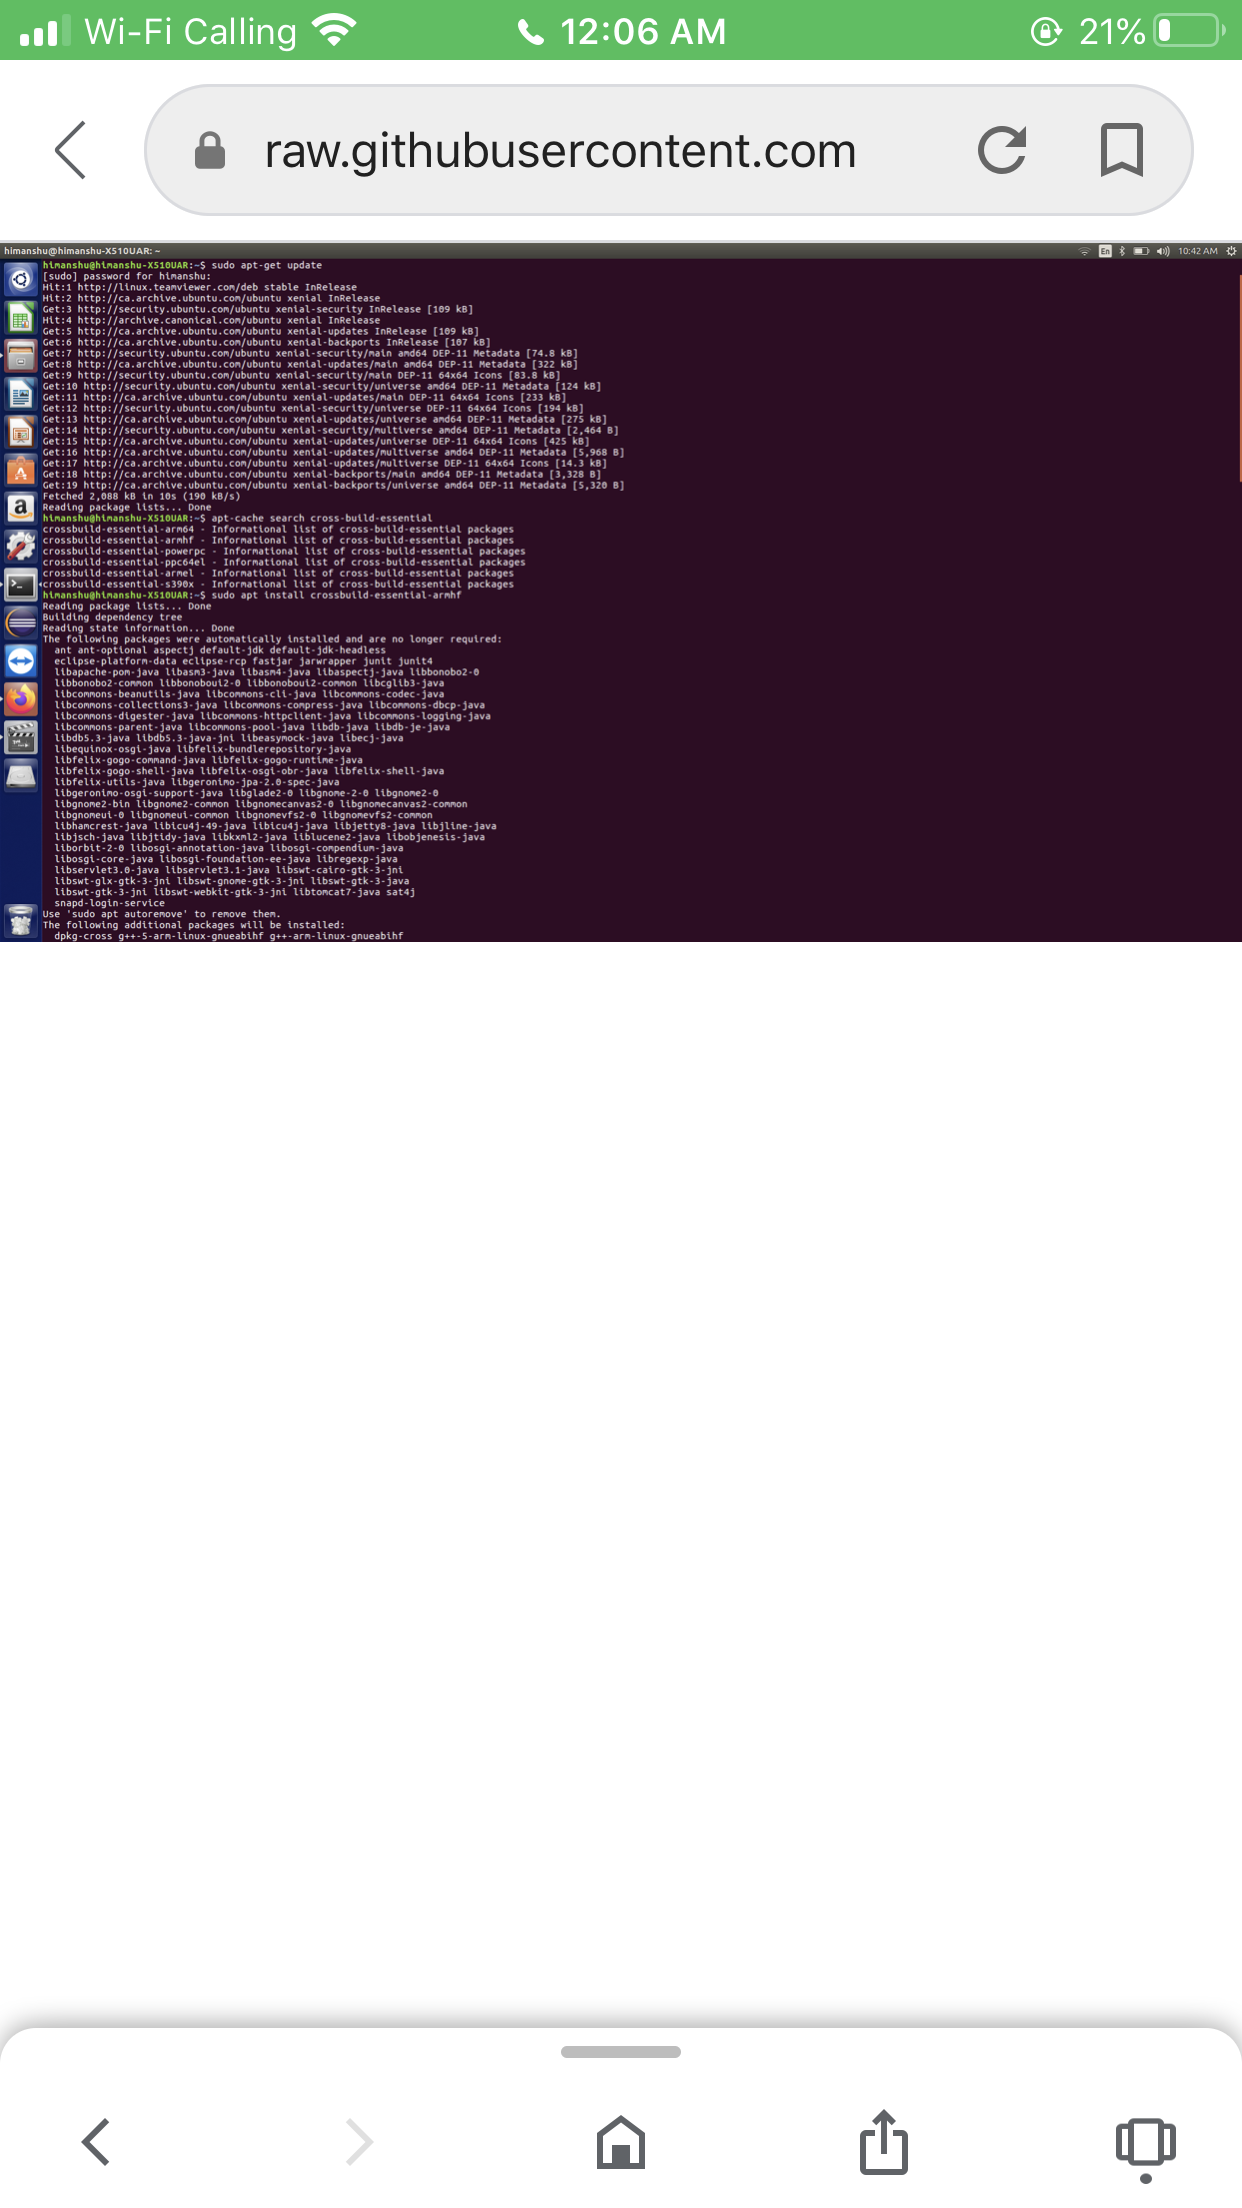 Wi-Fi Calling 12:06 AM 21%
raw.githubusercontent.com
himanshu@himanshu-X510UAR: ~ En 10:42 AM
himanshu@himanshu-X510UAR:~$ sudo apt-get update
[sudo] password for himanshu:
Hit:1 http://linux.teamviewer.com/deb stable InRelease
Hit:2 http://ca.archive.ubuntu.com/ubuntu xenial InRelease
Get:3 http://security.ubuntu.com/ubuntu xenial-security InRelease [109 kB]
Hit:4 http://archive.canonical.com/ubuntu xenial InRelease
Get:5 http://ca.archive.ubuntu.com/ubuntu xenial-updates InRelease [109 kB]
Get:6 http://ca.archive.ubuntu.com/ubuntu xenial-backports InRelease [107 kB]
Get:7 http://security.ubuntu.com/ubuntu xenial-security/main amd64 DEP-11 Metadata [74.8 kB]
Get:8 http://ca.archive.ubuntu.com/ubuntu xenial-updates/main amd64 DEP-11 Metadata [322 kB]
Get:9 http://security.ubuntu.com/ubuntu xenial-security/main DEP-11 64x64 Icons [83.8 kB]
Get:10 http://security.ubuntu.com/ubuntu xenial-security/universe amd64 DEP-11 Metadata [124 kB]
Get:11 http://ca.archive.ubuntu.com/ubuntu xenial-updates/main DEP-11 64x64 Icons [233 kB]
Get:12 http://security.ubuntu.com/ubuntu xenial-security/universe DEP-11 64x64 Icons [194 kB]
Get:13 http://ca.archive.ubuntu.com/ubuntu xenial-updates/universe amd64 DEP-11 Metadata [275 kB]
Get:14 http://security.ubuntu.com/ubuntu xenial-security/multiverse amd64 DEP-11 Metadata [2,464 B]
Get:15 http://ca.archive.ubuntu.com/ubuntu xenial-updates/universe DEP-11 64x64 Icons [425 kB]
Get:16 http://ca.archive.ubuntu.com/ubuntu xenial-updates/multiverse amd64 DEP-11 Metadata [5,968 B]
Get:17 http://ca.archive.ubuntu.com/ubuntu xenial-updates/multiverse DEP-11 64x64 Icons [14.3 kB]
Get:18 http://ca.archive.ubuntu.com/ubuntu xenial-backports/main amd64 DEP-11 Metadata [3,328 B]
Get:19 http://ca.archive.ubuntu.com/ubuntu xenial-backports/universe amd64 DEP-11 Metadata [5,320 B]
Fetched 2,088 kB in 10s (190 kB/s)
Reading package lists... Done
himanshu@himanshu-X510UAR:~$ apt-cache search cross-build-essential
crossbuild-essential-arm64 - Informational list of cross-build-essential packages
crossbuild-essential-armhf - Informational list of cross-build-essential packages
crossbuild-essential-powerpc - Informational list of cross-build-essential packages
crossbuild-essential-ppc64el - Informational list of cross-build-essential packages
crossbuild-essential-armel - Informational list of cross-build-essential packages
crossbuild-essential-s390x - Informational list of cross-build-essential packages
himanshu@himanshu-X510UAR:~$ sudo apt install crossbuild-essential-armhf
Reading package lists... Done
Building dependency tree
Reading state information... Done
The following packages were automatically installed and are no longer required:
ant ant-optional aspectj default-jdk default-jdk-headless
eclipse-platform-data eclipse-rcp fastjar jarwrapper junit junit4
libapache-pom-java libasm3-java libasm4-java libaspectj-java libbonobo2-0
libbonobo2-common libbonoboui2-0 libbonoboui2-common libcglib3-java
libcommons-beanutils-java libcommons-cli-java libcommons-codec-java
libcommons-collections3-java libcommons-compress-java libcommons-dbcp-java
libcommons-digester-java libcommons-httpclient-java libcommons-logging-java
libcommons-parent-java libcommons-pool-java libdb-java libdb-je-java
libdb5.3-java libdb5.3-java-jni libeasymock-java libecj-java
libequinox-osgi-java libfelix-bundlerepository-java
libfelix-gogo-command-java libfelix-gogo-runtime-java
libfelix-gogo-shell-java libfelix-osgi-obr-java libfelix-shell-java
libfelix-utils-java libgeronimo-jpa-2.0-spec-java
libgeronimo-osgi-support-java libglade2-0 libgnome-2-0 libgnome2-0
libgnome2-bin libgnome2-common libgnomecanvas2-0 libgnomecanvas2-common
libgnomeui-0 libgnomeui-common libgnomevfs2-0 libgnomevfs2-common
libhamcrest-java libicu4j-49-java libicu4j-java libjetty8-java libjline-java
libjsch-java libjtidy-java libkxml2-java liblucene2-java libobjenesis-java
liborbit-2-0 libosgi-annotation-java libosgi-compendium-java
libosgi-core-java libosgi-foundation-ee-java libregexp-java
libservlet3.0-java libservlet3.1-java libswt-cairo-gtk-3-jni
libswt-glx-gtk-3-jni libswt-gnome-gtk-3-jni libswt-gtk-3-java
libswt-gtk-3-jni libswt-webkit-gtk-3-jni libtomcat7-java sat4j
snapd-login-service
Use 'sudo apt autoremove' to remove them.
The following additional packages will be installed:
dpkg-cross g++-5-arm-linux-gnueabihf g++-arm-linux-gnueabihf